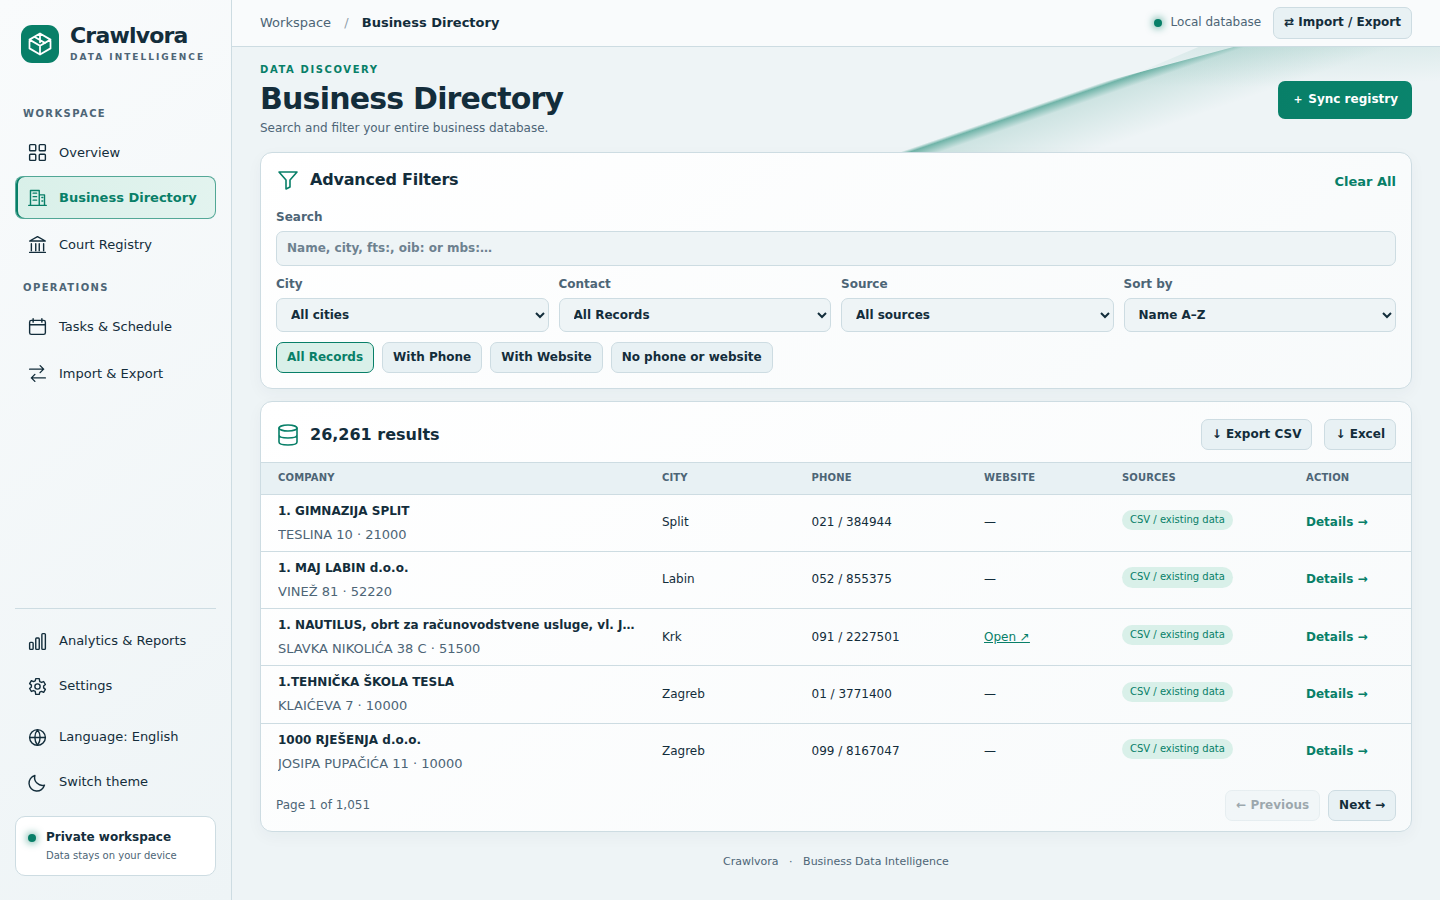 Crawlvora
DATA INTELLIGENCE
WORKSPACE
Overview
Business Directory
Court Registry
OPERATIONS
Tasks & Schedule
Import & Export
Analytics & Reports
Settings
Language: English
Switch theme
Private workspace
Data stays on your device
Workspace / Business Directory
Local database
⇄ Import / Export
DATA DISCOVERY
Business Directory
Search and filter your entire business database.
+ Sync registry
Advanced Filters
Clear All
Search
Name, city, fts:, oib: or mbs:…
City Contact Source Sort by
All cities All Records All sources Name A–Z
All Records With Phone With Website No phone or website
26,261 results
↓ Export CSV ↓ Excel
COMPANY CITY PHONE WEBSITE SOURCES ACTION
1. GIMNAZIJA SPLIT
TESLINA 10 · 21000
Split 021 / 384944 — CSV / existing data Details →
1. MAJ LABIN d.o.o.
VINEŽ 81 · 52220
Labin 052 / 855375 — CSV / existing data Details →
1. NAUTILUS, obrt za računovodstvene usluge, vl. J…
SLAVKA NIKOLIĆA 38 C · 51500
Krk 091 / 2227501 Open ↗ CSV / existing data Details →
1.TEHNIČKA ŠKOLA TESLA
KLAIĆEVA 7 · 10000
Zagreb 01 / 3771400 — CSV / existing data Details →
1000 RJEŠENJA d.o.o.
JOSIPA PUPAČIĆA 11 · 10000
Zagreb 099 / 8167047 — CSV / existing data Details →
Page 1 of 1,051
← Previous Next →
Crawlvora · Business Data Intelligence